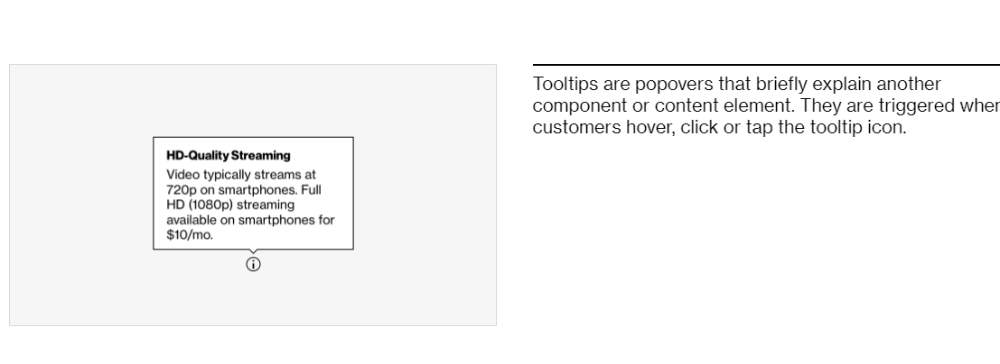 HD-Quality Streaming
Video typically streams at
720p on smartphones. Full
HD (1080p) streaming
available on smartphones for
$10/mo.
Tooltips are popovers that briefly explain another
component or content element. They are triggered
customers hover, click or tap the tooltip icon.